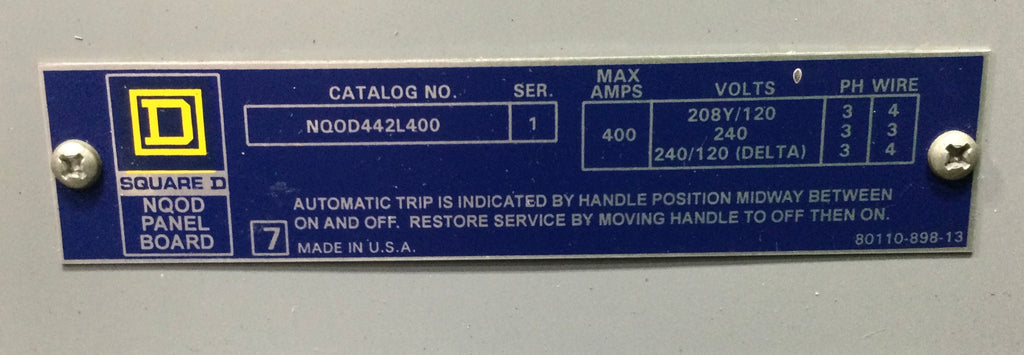 D
SQUARE D
NQOD
PANEL
BOARD
CATALOG NO. SER.
NQOD442L400 1
MAX
AMPS VOLTS PH WIRE
400
208Y/120 3 4
240 3 3
240/120 (DELTA) 3 4
AUTOMATIC TRIP IS INDICATED BY HANDLE POSITION MIDWAY BETWEEN
ON AND OFF. RESTORE SERVICE BY MOVING HANDLE TO OFF THEN ON.
7 MADE IN U.S.A. 80110-898-13